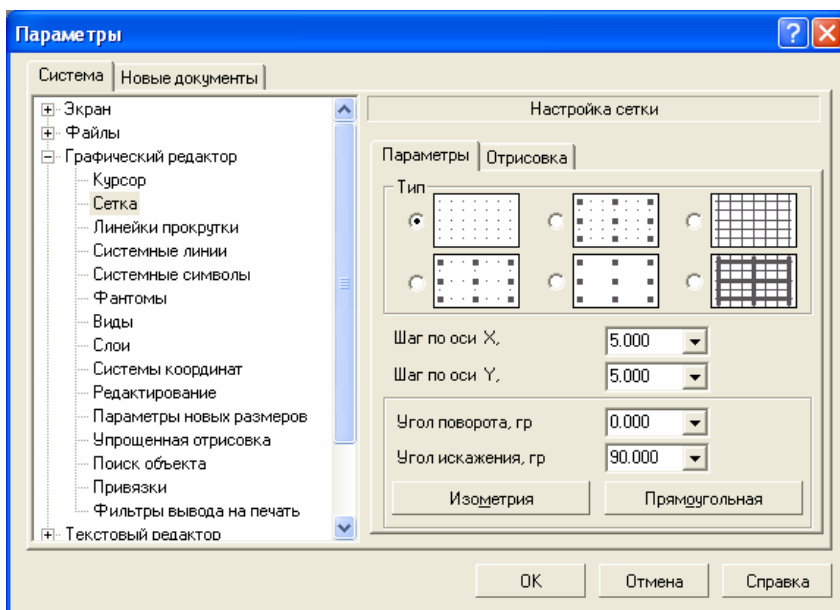 Параметры
Система
Новые документы
Экран
Файлы
Графический редактор
Курсор
Сетка
Линейки прокрутки
Системные линии
Системные символы
Фантомы
Виды
Слои
Системы координат
Редактирование
Параметры новых размеров
Упрощенная отрисовка
Поиск объекта
Привязки
Фильтры вывода на печать
Текстовый редактор
Настройка сетки
Параметры
Отрисовка
Тип
Шаг по оси X,
5.000
Шаг по оси Y,
5.000
Угол поворота, гр
0.000
Угол искажения, гр
90.000
Изометрия
Прямоугольная
OK
Отмена
Справка